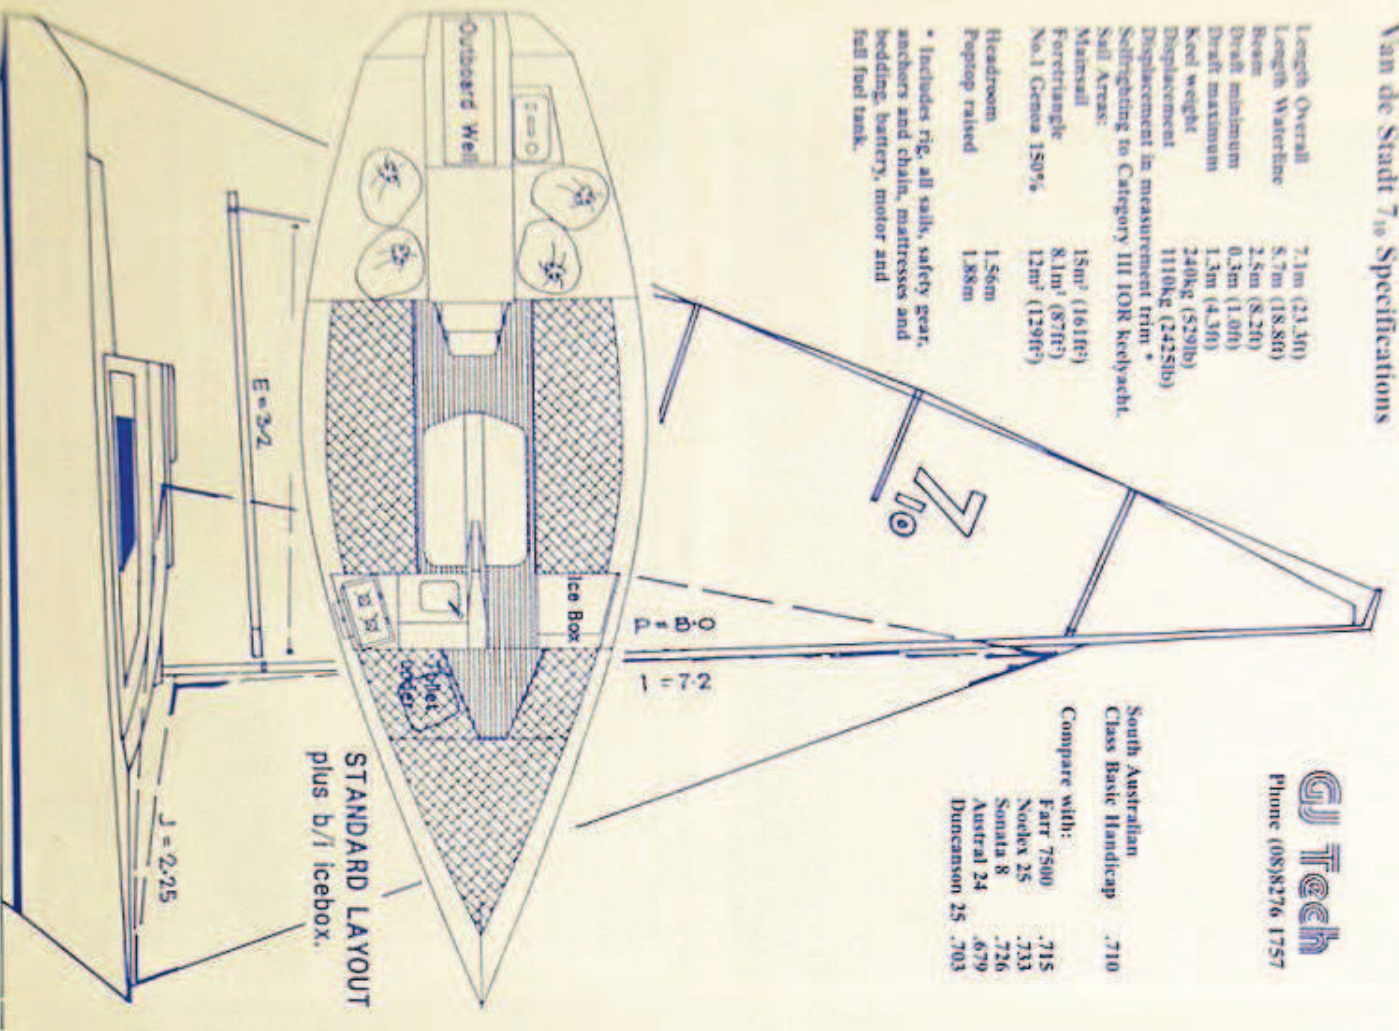 Van de Stadt 7₁₀ Specifications
Length Overall 7.1m (23.3ft)
Length Waterline 5.7m (18.8ft)
Beam 2.5m (8.2ft)
Draft minimum 0.3m (1.0ft)
Draft maximum 1.3m (4.3ft)
Keel weight 240kg (529lb)
Displacement 1110kg (2425lb)
Displacement in measurement trim *
Selfrighting to Category III IOR keelyacht.
Sail Areas:
Mainsail 15m² (161ft²)
Foretriangle 8.1m² (87ft²)
No.1 Genoa 150% 12m² (129ft²)
Headroom 1.56m
Poptop raised 1.88m
* Includes rig, all sails, safety gear,
anchors and chain, mattresses and
bedding, battery, motor and
full fuel tank.
GJ Tech
Phone (08)8276 1757
South Australian
Class Basic Handicap .710
Compare with:
Farr 7500 .715
Noelex 25 .733
Sonata 8 .726
Austral 24 .679
Duncanson 25 .703
7₁₀
P = 8·0
I = 7·2
Outboard Well
Ice Box
Toilet
under
E = 3·2
J = 2·25
STANDARD LAYOUT
plus b/i icebox.